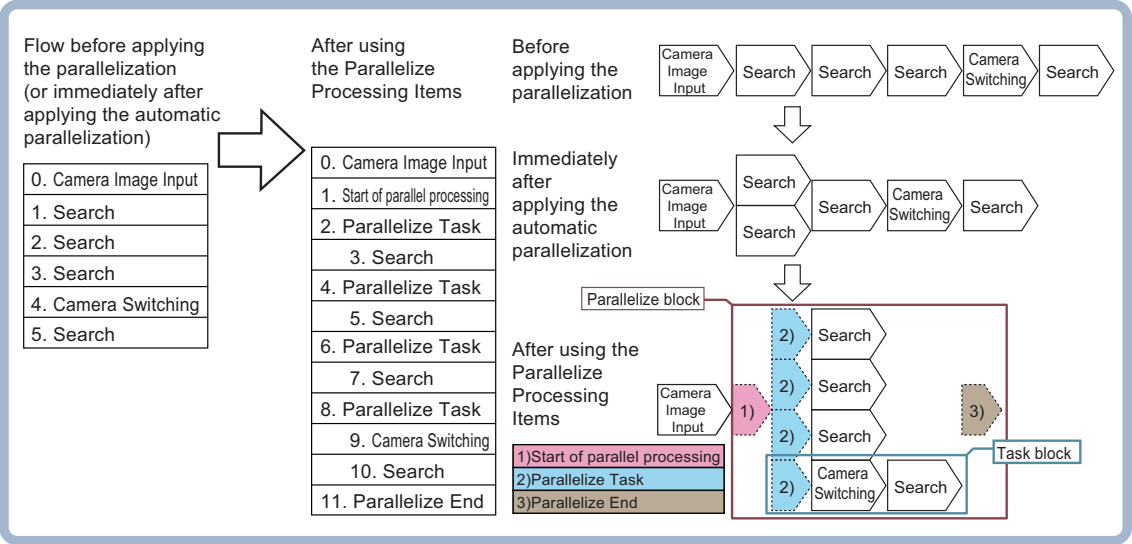 Flow before applying
the parallelization
(or immediately after
applying the automatic
parallelization)
0. Camera Image Input
1. Search
2. Search
3. Search
4. Camera Switching
5. Search
After using
the Parallelize
Processing Items
0. Camera Image Input
1. Start of parallel processing
2. Parallelize Task
3. Search
4. Parallelize Task
5. Search
6. Parallelize Task
7. Search
8. Parallelize Task
9. Camera Switching
10. Search
11. Parallelize End
Before
applying the
parallelization
Camera
Image
Input
Search
Search
Search
Camera
Switching
Search
Immediately
after
applying the
automatic
parallelization
Camera
Image
Input
Search
Search
Search
Camera
Switching
Search
Parallelize block
After using the
Parallelize
Processing
Items
Camera
Image
Input
1)
2)
Search
2)
Search
2)
Search
2)
Camera
Switching
Search
3)
Task block
1)Start of parallel processing
2)Parallelize Task
3)Parallelize End